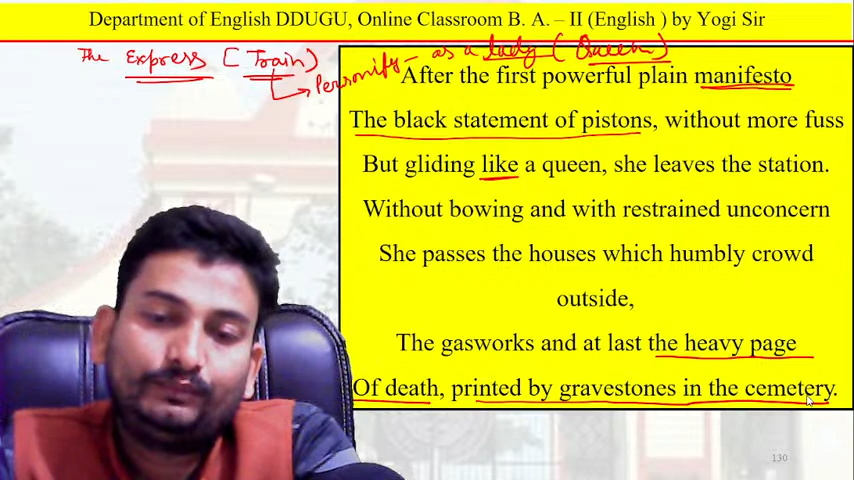 Department of English DDUGU, Online Classroom B. A. – II (English ) by Yogi Sir
The Express (Train)
Personify – as a lady (Queen)
After the first powerful plain manifesto
The black statement of pistons, without more fuss
But gliding like a queen, she leaves the station.
Without bowing and with restrained unconcern
She passes the houses which humbly crowd
outside,
The gasworks and at last the heavy page
Of death, printed by gravestones in the cemetery.
130